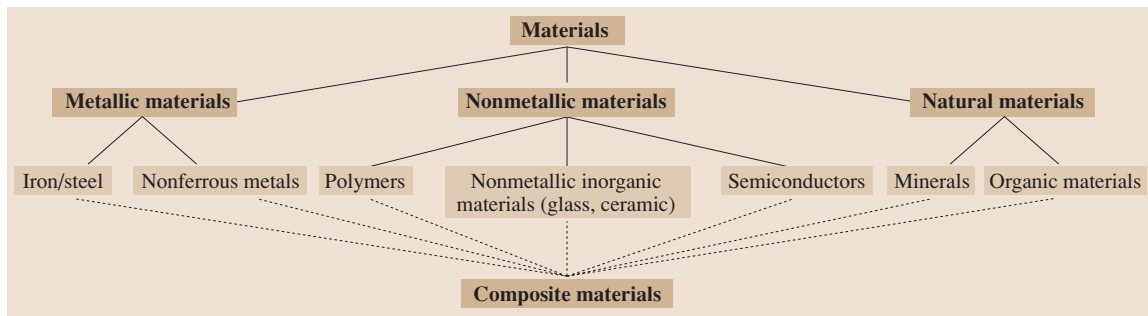 Materials
Metallic materials
Nonmetallic materials
Natural materials
Iron/steel
Nonferrous metals
Polymers
Nonmetallic inorganic
materials (glass, ceramic)
Semiconductors
Minerals
Organic materials
Composite materials